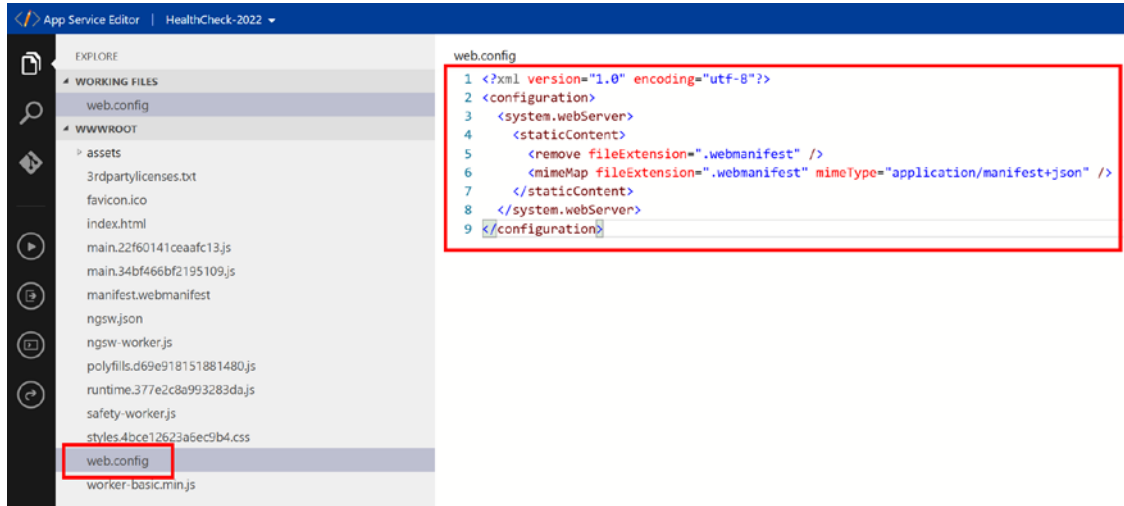 App Service Editor | HealthCheck-2022
EXPLORE
WORKING FILES
web.config
WWWROOT
assets
3rdpartylicenses.txt
favicon.ico
index.html
main.22f60141ceaafc13.js
main.34bf466bf2195109.js
manifest.webmanifest
ngsw.json
ngsw-worker.js
polyfills.d69e918151881480.js
runtime.377e2c8a993283da.js
safety-worker.js
styles.4bce12623a6ec9b4.css
web.config
worker-basic.min.js
web.config
1 <?xml version="1.0" encoding="utf-8"?>
2 <configuration>
3 <system.webServer>
4 <staticContent>
5 <remove fileExtension=".webmanifest" />
6 <mimeMap fileExtension=".webmanifest" mimeType="application/manifest+json" />
7 </staticContent>
8 </system.webServer>
9 </configuration>